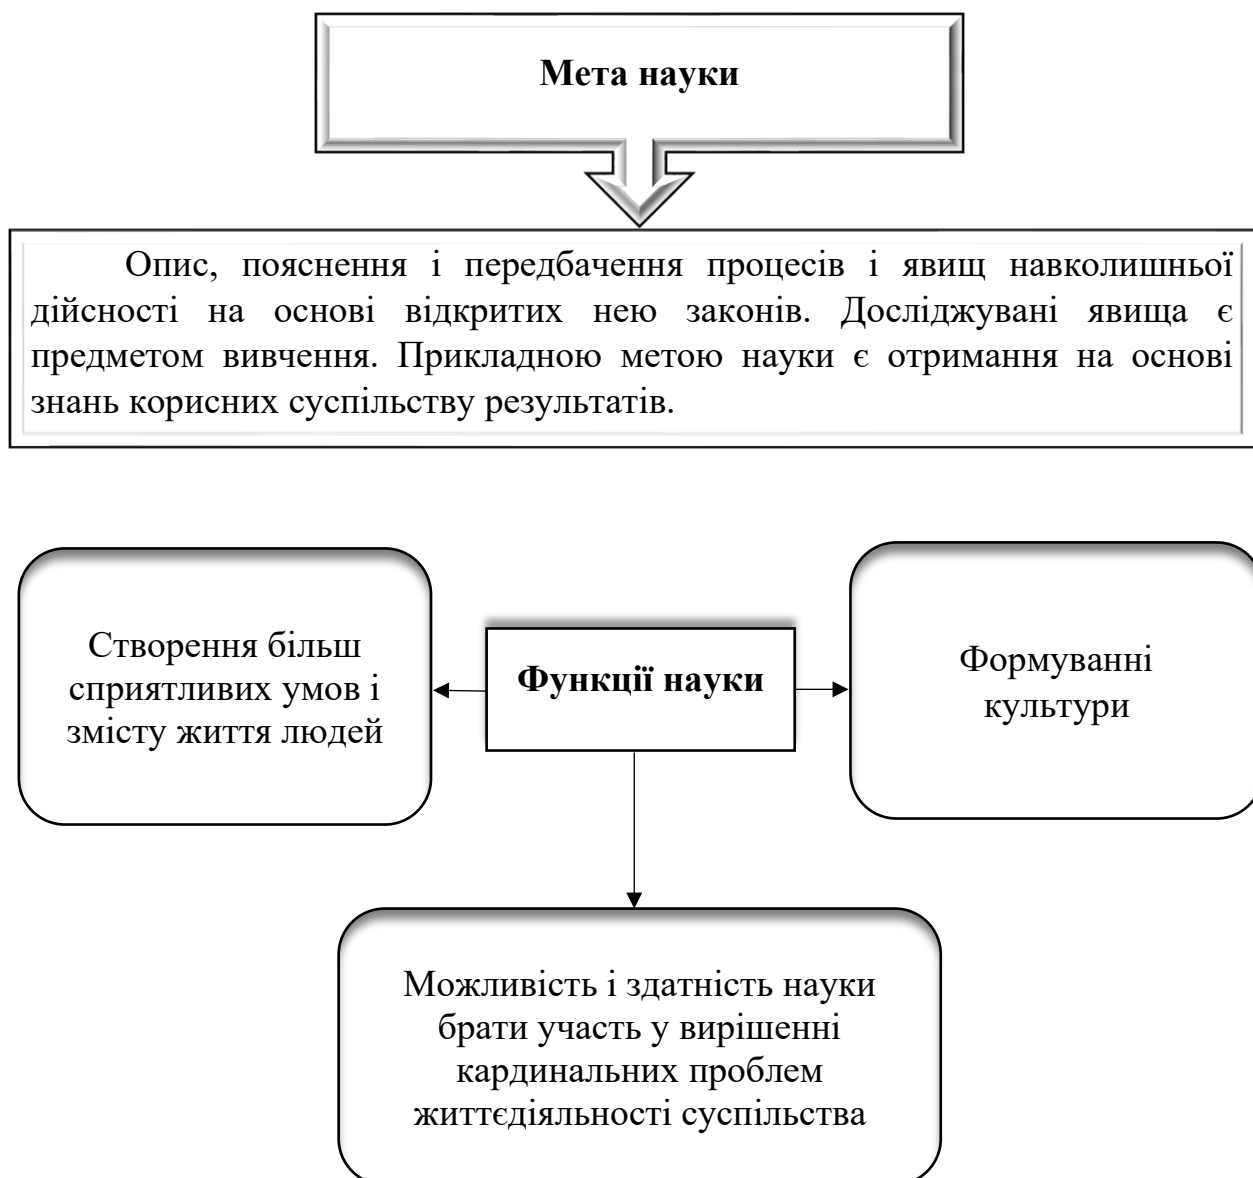 Мета науки
Опис, пояснення і передбачення процесів і явищ навколишньої
дійсності на основі відкритих нею законів. Досліджувані явища є
предметом вивчення. Прикладною метою науки є отримання на основі
знань корисних суспільству результатів.
Створення більш
сприятливих умов і
змісту життя людей
Функції науки
Формуванні
культури
Можливість і здатність науки
брати участь у вирішенні
кардинальних проблем
життєдіяльності суспільства